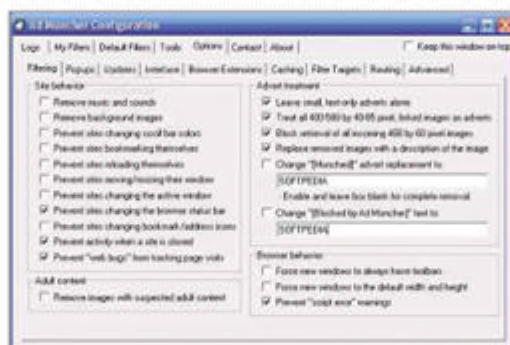 Ad Muncher Configuration
Logs My Filters Default Filters Tools Options Contact About Keep this window on top
Filtering Popups Updates Interface Browser Extensions Caching Filter Targets Routing Advanced
Site behavior
Remove music and sounds
Remove background images
Prevent sites changing scroll bar colors
Prevent sites bookmarking themselves
Prevent sites reloading themselves
Prevent sites moving/resizing their window
Prevent sites changing the active window
Prevent sites changing the browser status bar
Prevent sites changing bookmark/address icons
Prevent activity when a site is closed
Prevent "web bugs" from tracking page visits
Adult content
Remove images with suspected adult content
Advert treatment
Leave small, text-only adverts alone
Treat all 400-580 by 40-85 pixel, linked images as adverts
Block retrieval of all incoming 468 by 60 pixel images
Replace removed images with a description of the image
Change "[Munched]" advert replacement to:
SOFTPEDIA
Enable and leave box blank for complete removal.
Change "[Blocked by Ad Muncher]" text to:
SOFTPEDIA
Browser behavior
Force new windows to always have toolbars
Force new windows to the default width and height
Prevent "script error" warnings